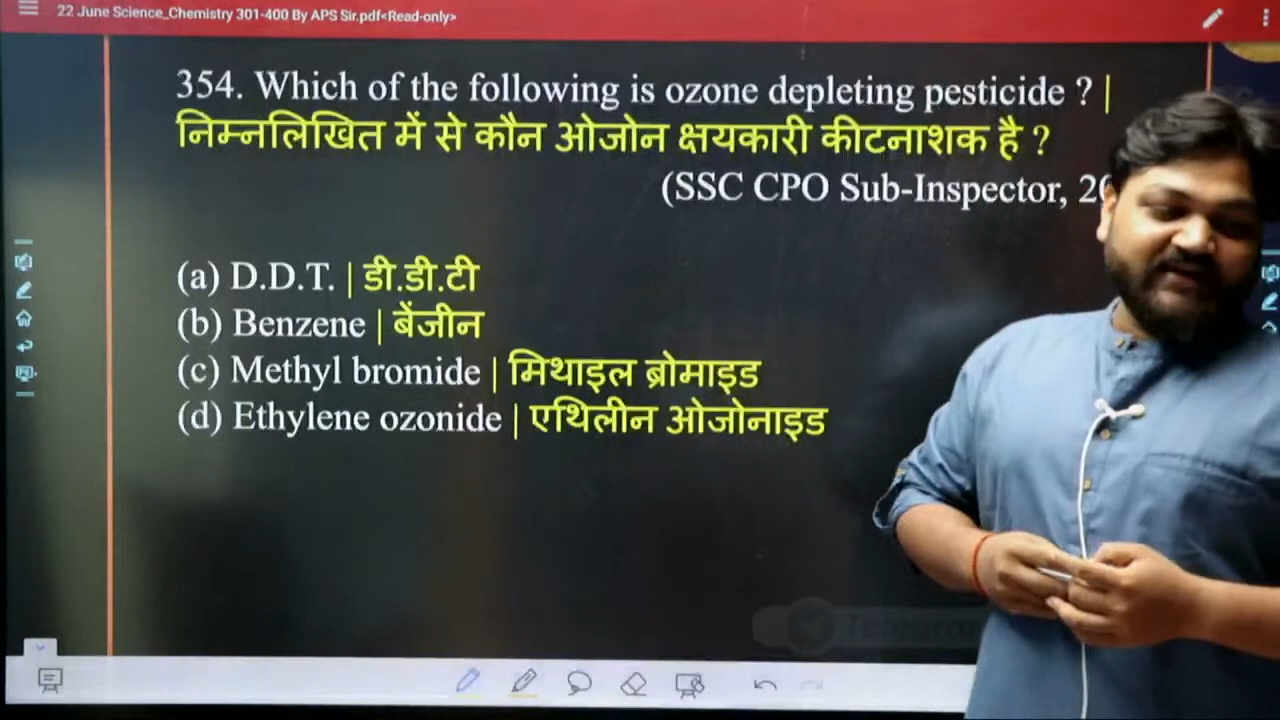 22 June Science_Chemistry 301-400 By APS Sir.pdf<Read-only>
354. Which of the following is ozone depleting pesticide ? |
निम्नलिखित में से कौन ओजोन क्षयकारी कीटनाशक है ?
(SSC CPO Sub-Inspector,
(a) D.D.T. | डी.डी.टी
(b) Benzene | बेंजीन
(c) Methyl bromide | मिथाइल ब्रोमाइड
(d) Ethylene ozonide | एथिलीन ओजोनाइड